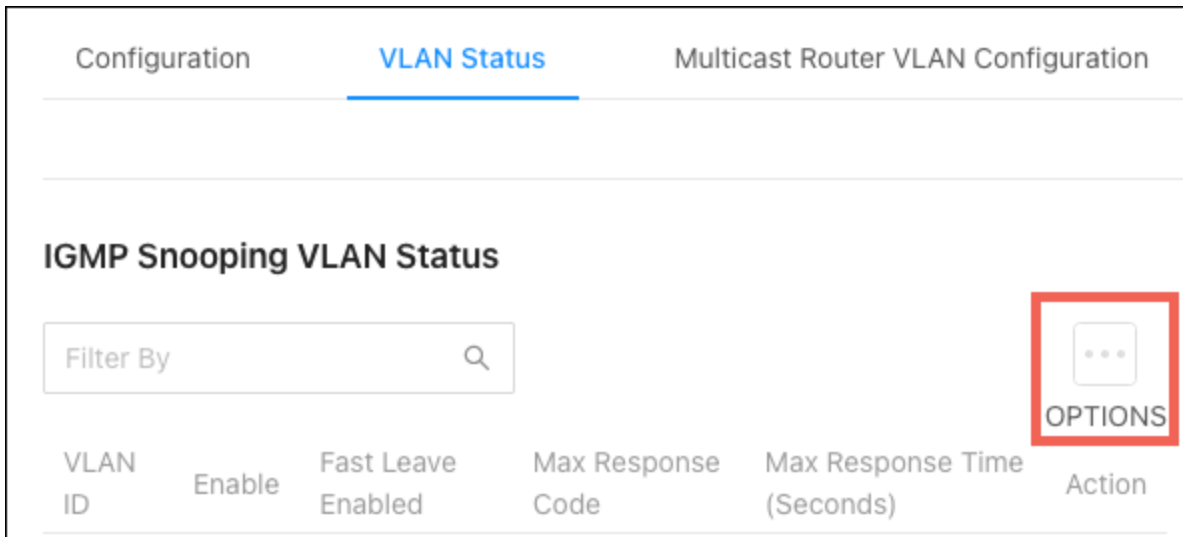 Configuration VLAN Status Multicast Router VLAN Configuration
IGMP Snooping VLAN Status
Filter By
OPTIONS
VLAN ID Enable Fast Leave Enabled Max Response Code Max Response Time (Seconds) Action